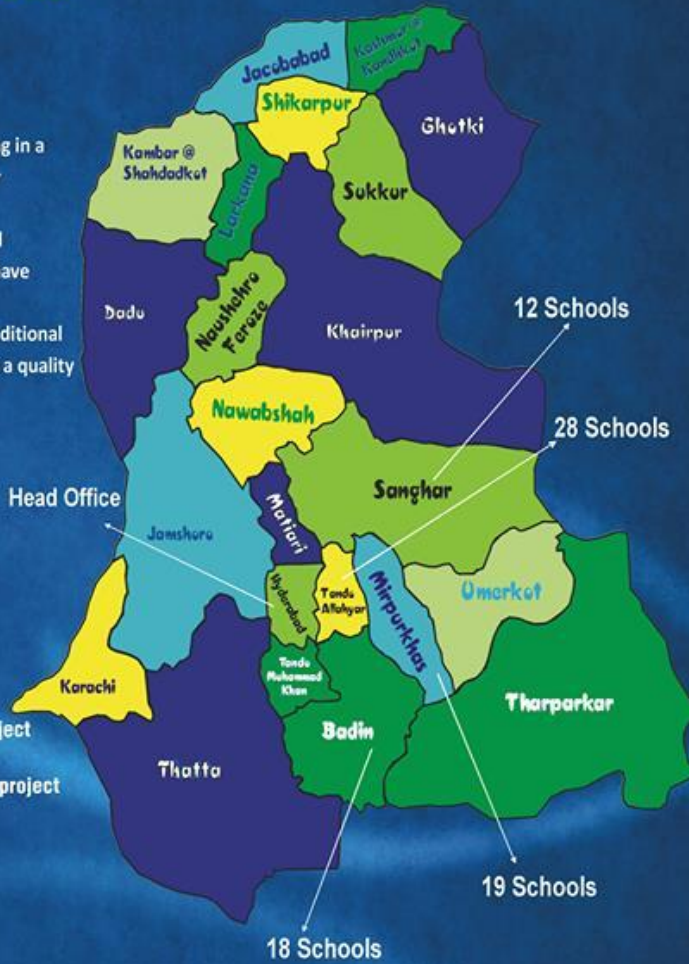 Jacobabad
Kashmor @
Kandhkot
Shikarpur
Ghotki
g in a
Kambar @
Shahdadkot
Larkana
Sukkur
ave
Dadu
Naushehro
Feroze
Khairpur
12 Schools
ditional
a quality
Nawabshah
28 Schools
Head Office
Sanghar
Matiari
Jamshoro
Hyderabad
Tando
Allahyar
Mirpurkhas
Umerkot
Tando
Muhammad
Khan
Karachi
Tharparkar
ject
Badin
Thatta
project
19 Schools
18 Schools